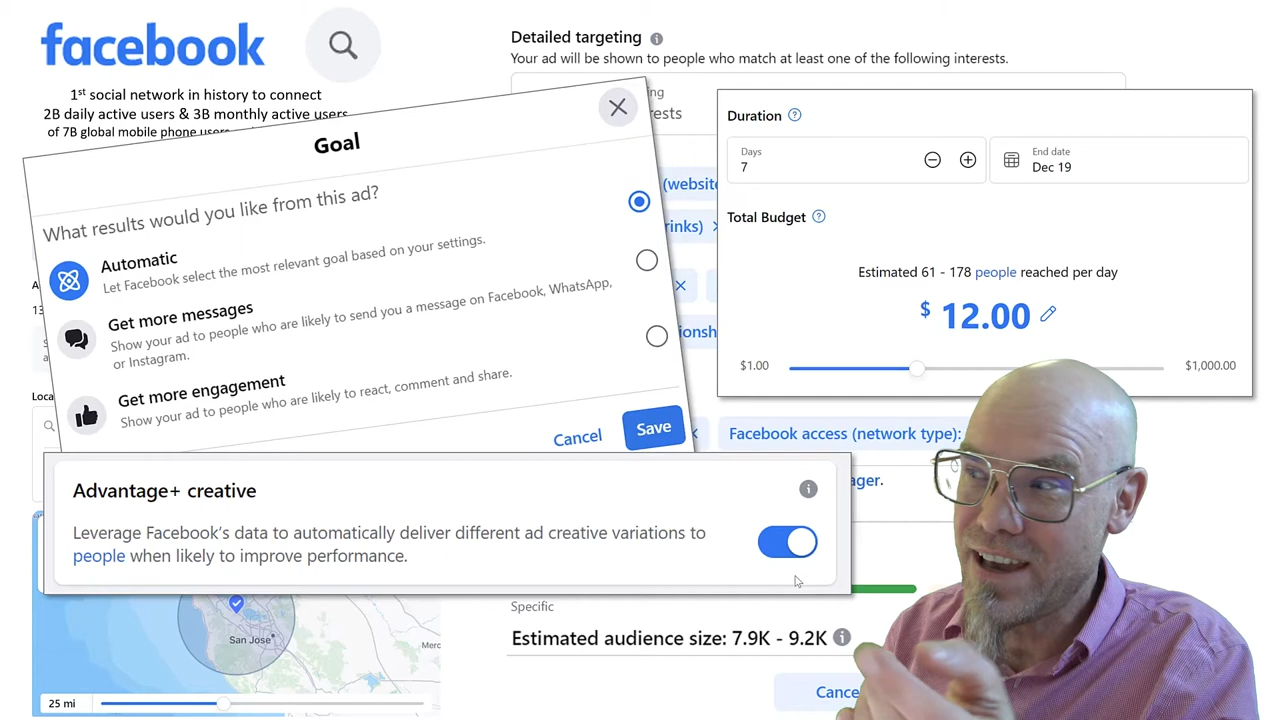 facebook
1st social network in history to connect
2B daily active users & 3B monthly active users
of 7B global mobile phone users
Detailed targeting
Your ad will be shown to people who match at least one of the following interests.
Goal
What results would you like from this ad?
Automatic
Let Facebook select the most relevant goal based on your settings.
Get more messages
Show your ad to people who are likely to send you a message on Facebook, WhatsApp,
or Instagram.
Get more engagement
Show your ad to people who are likely to react, comment and share.
Cancel
Save
(website
Duration
Days
7
End date
Dec 19
Total Budget
Estimated 61 - 178 people reached per day
$ 12.00
$1.00
$1,000.00
Facebook access (network type):
Advantage+ creative
Leverage Facebook's data to automatically deliver different ad creative variations to
people when likely to improve performance.
Specific
Estimated audience size: 7.9K - 9.2K
San Jose
25 mi